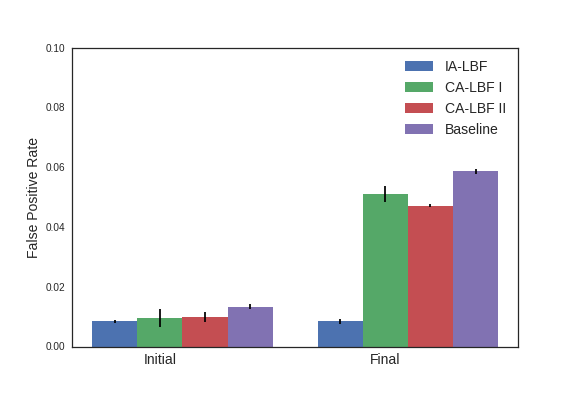 0.10
0.08
0.06
0.04
0.02
0.00
False Positive Rate
IA-LBF
CA-LBF I
CA-LBF II
Baseline
Initial
Final